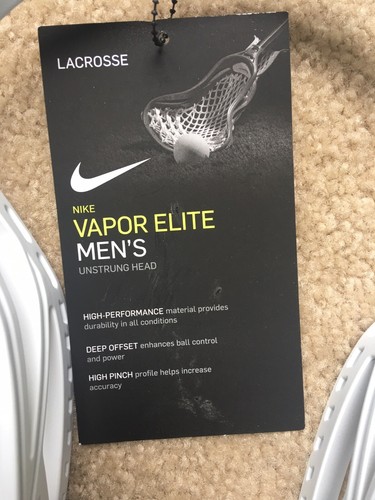 LACROSSE
NIKE
VAPOR ELITE
MEN'S
UNSTRUNG HEAD
HIGH-PERFORMANCE material provides
durability in all conditions
DEEP OFFSET enhances ball control
and power
HIGH PINCH profile helps increase
accuracy